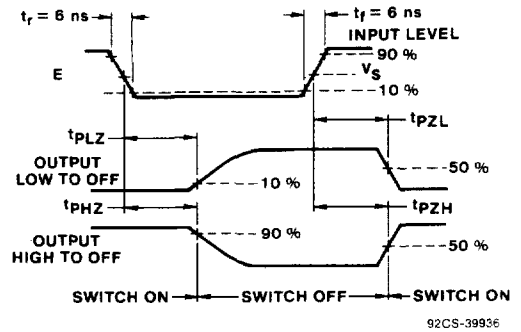 tr = 6 ns
tf = 6 ns
INPUT LEVEL
90 %
E
VS
10 %
tPLZ
tPZL
OUTPUT
LOW TO OFF
50 %
10 %
tPHZ
tPZH
OUTPUT
HIGH TO OFF
90 %
50 %
SWITCH ON
SWITCH OFF
SWITCH ON
92CS-39936